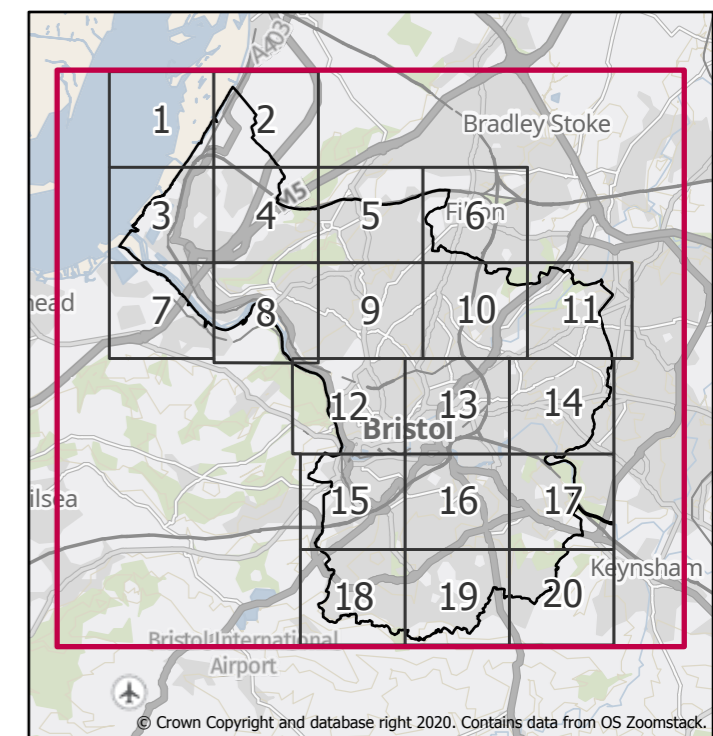 A403
1
2
Bradley Stoke
M5
3
4
5
Filton
6
ead
7
8
9
10
11
12
13
14
Bristol
ilsea
15
16
17
Keynsham
18
19
20
Bristol International
Airport
© Crown Copyright and database right 2020. Contains data from OS Zoomstack.